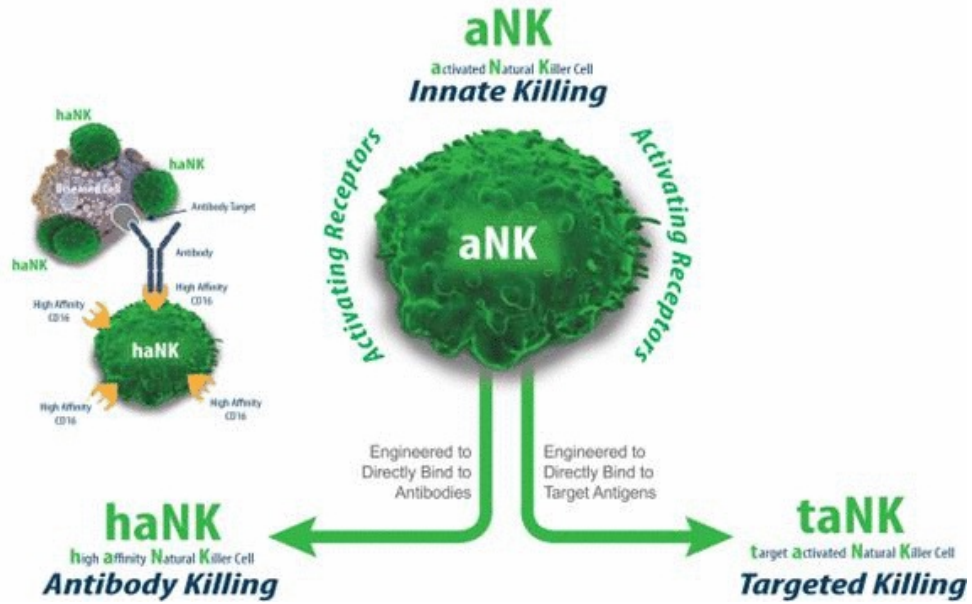 aNK
activated Natural Killer Cell
Innate Killing
Activating Receptors
Activating Receptors
aNK
haNK
haNK
Diseased Cell
Antibody Target
haNK
Antibody
High Affinity
CD16
High Affinity
CD16
haNK
High Affinity
CD16
High Affinity
CD16
Engineered to
Directly Bind to
Antibodies
Engineered to
Directly Bind to
Target Antigens
haNK
high affinity Natural Killer Cell
Antibody Killing
taNK
target activated Natural Killer Cell
Targeted Killing